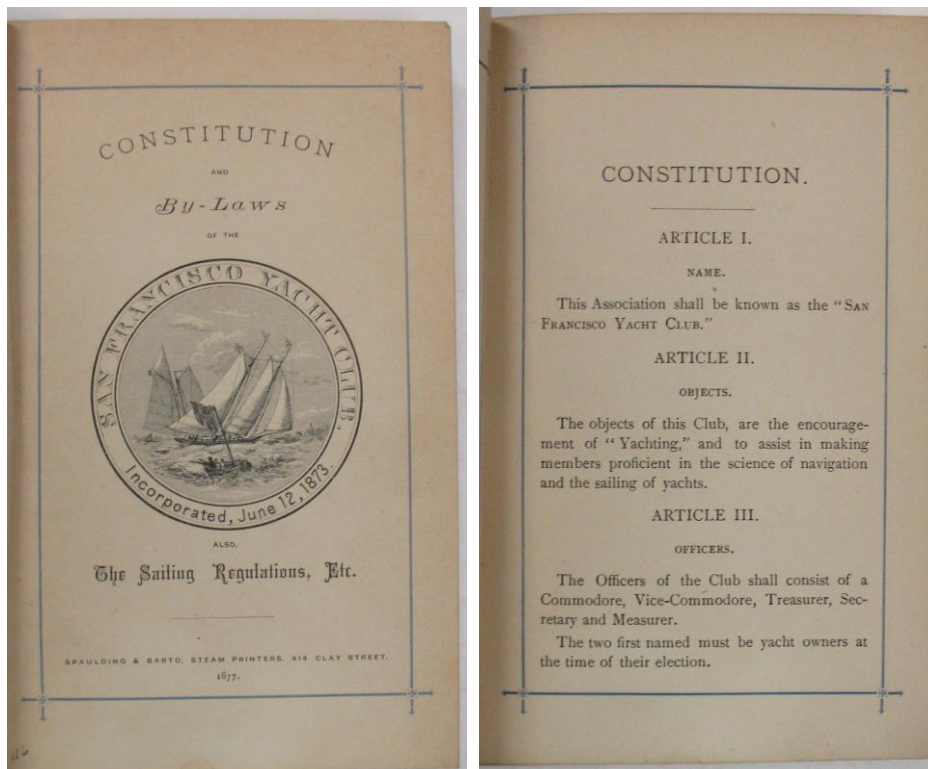 CONSTITUTION
AND
By-Laws
OF THE
SAN FRANCISCO YACHT CLUB.
Incorporated, June 12, 1873.
ALSO,
The Sailing Regulations, Etc.
SPAULDING & BARTO, STEAM PRINTERS, 414 CLAY STREET.
1877.
116
CONSTITUTION.
ARTICLE I.
NAME.
This Association shall be known as the "SAN
FRANCISCO YACHT CLUB."
ARTICLE II.
OBJECTS.
The objects of this Club, are the encourage-
ment of "Yachting," and to assist in making
members proficient in the science of navigation
and the sailing of yachts.
ARTICLE III.
OFFICERS.
The Officers of the Club shall consist of a
Commodore, Vice-Commodore, Treasurer, Sec-
retary and Measurer.
The two first named must be yacht owners at
the time of their election.